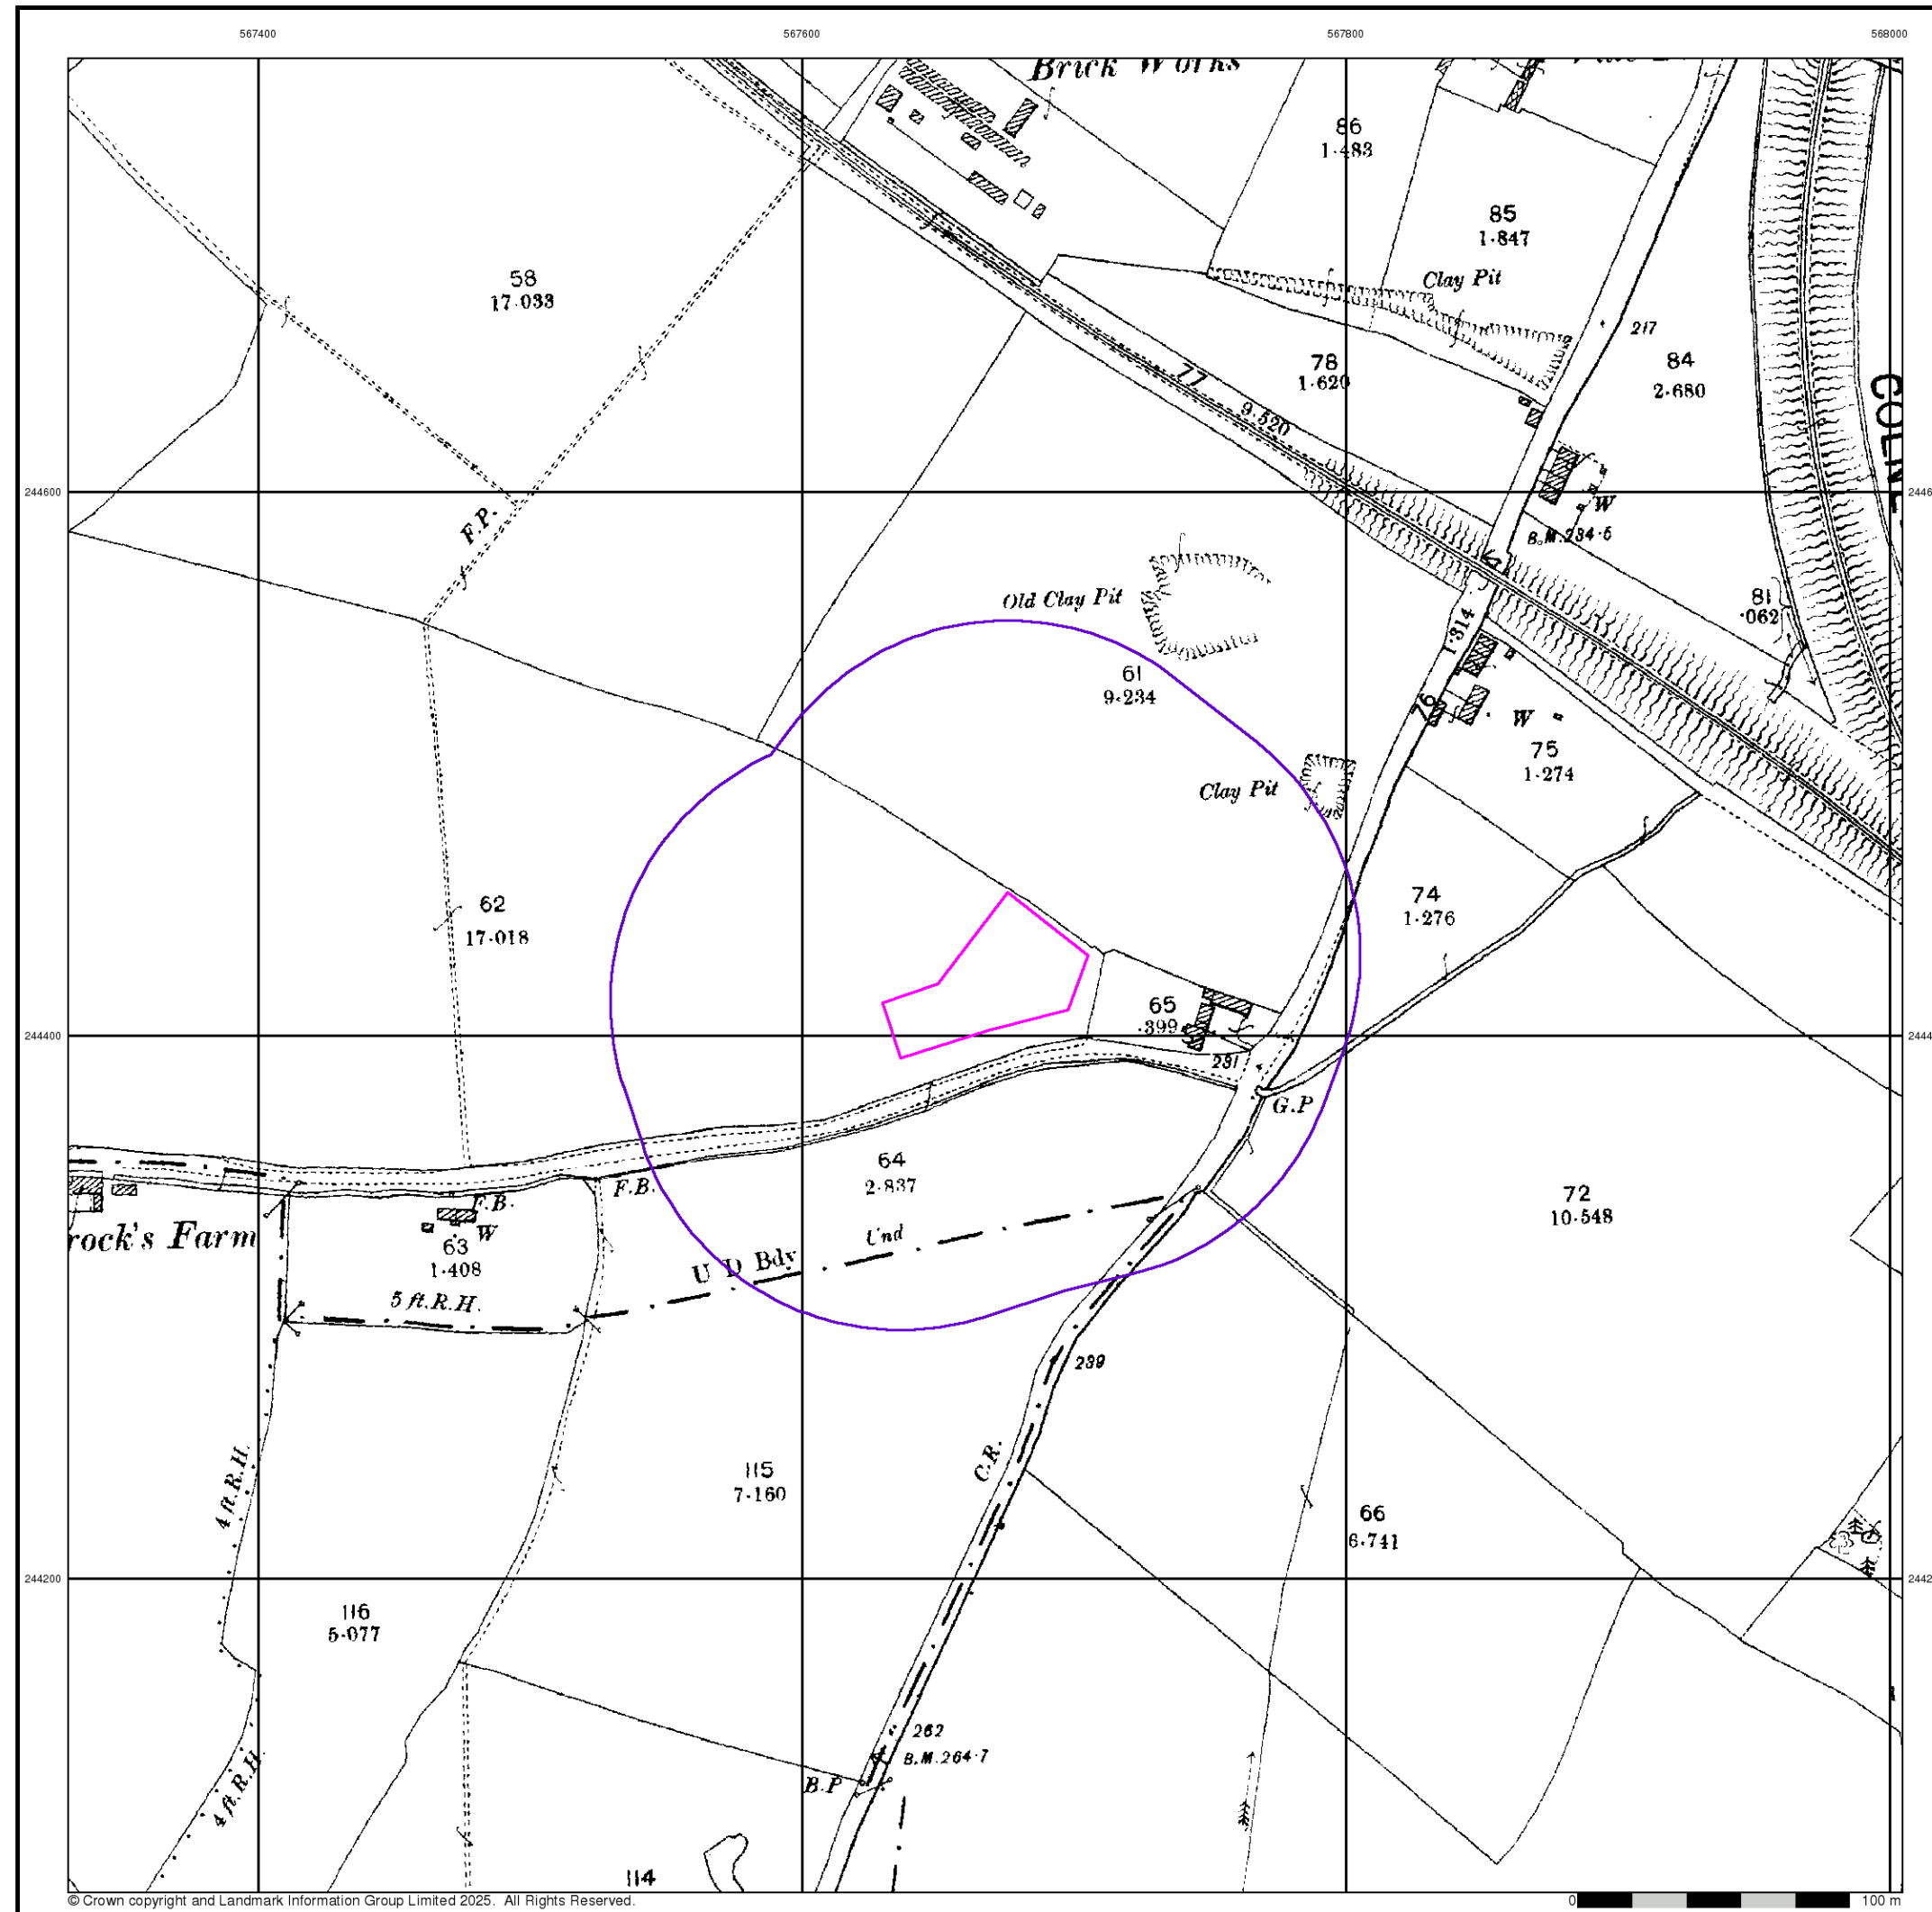 567400
567600
567800
568000
Brick Works
86
1·483
85
1·847
58
17·033
Clay Pit
217
78
1·620
84
2·680
77
9·520
COLNE
244600
F.P.
W
B.M.234·5
Old Clay Pit
81
·062
1·314
61
9·234
76
W
75
1·274
Clay Pit
62
17·018
74
1·276
65
·399
244400
231
G.P
64
2·837
F.B.
F.B.
72
10·548
rock's Farm
W
63
1·408
Und
U D Bdy
5 ft.R.H.
239
4 ft.R.H.
C.R.
115
7·160
66
6·741
244200
116
5·077
262
B.M.264·7
B.P
4 ft.R.H.
114
© Crown copyright and Landmark Information Group Limited 2025. All Rights Reserved.
0
100 m